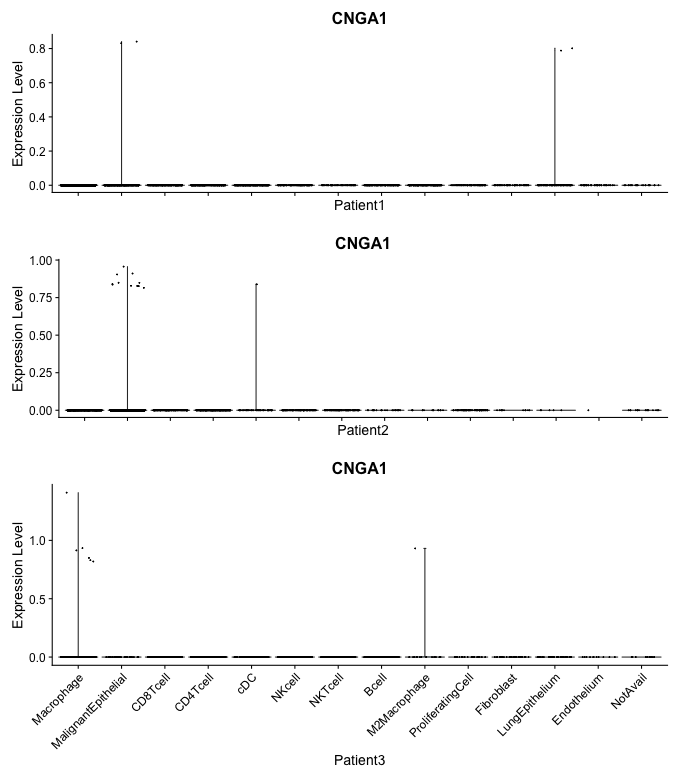 CNGA1
Expression Level
0.8
0.6
0.4
0.2
0.0
Patient1
CNGA1
Expression Level
1.00
0.75
0.50
0.25
0.00
Patient2
CNGA1
Expression Level
1.0
0.5
0.0
Macrophage
MalignantEpithelial
CD8Tcell
CD4Tcell
cDC
NKcell
NKTcell
Bcell
M2Macrophage
ProliferatingCell
Fibroblast
LungEpithelium
Endothelium
NotAvail
Patient3